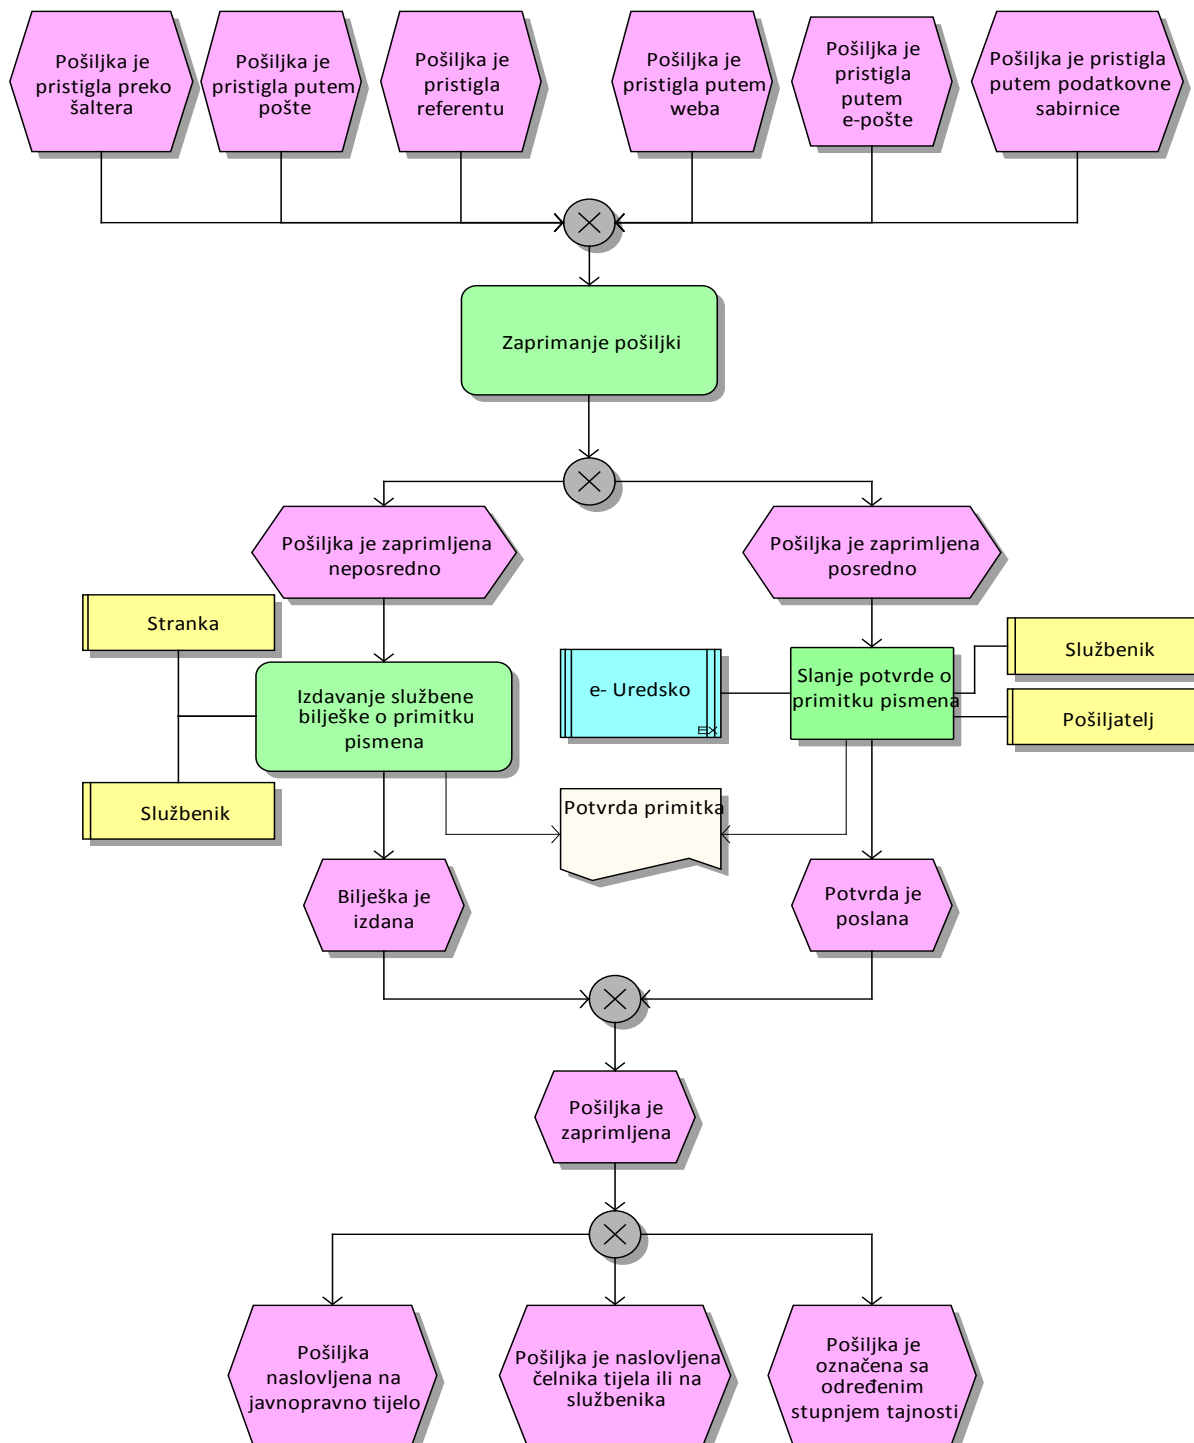 Pošiljka je
pristigla preko
šaltera
Pošiljka je
pristigla putem
pošte
Pošiljka je
pristigla
referentu
Pošiljka je
pristigla putem
weba
Pošiljka je
pristigla
putem
e-pošte
Pošiljka je pristigla
putem podatkovne
sabirnice
Zaprimanje pošiljki
Pošiljka je zaprimljena
neposredno
Pošiljka je zaprimljena
posredno
Stranka
Službenik
Izdavanje službene
bilješke o primitku
pismena
e- Uredsko
EX
Slanje potvrde o
primitku pismena
Službenik
Pošiljatelj
Potvrda primitka
Bilješka je
izdana
Potvrda je
poslana
Pošiljka je
zaprimljena
Pošiljka
naslovljena na
javnopravno tijelo
Pošiljka je naslovljena
čelnika tijela ili na
službenika
Pošiljka je
označena sa
određenim
stupnjem tajnosti